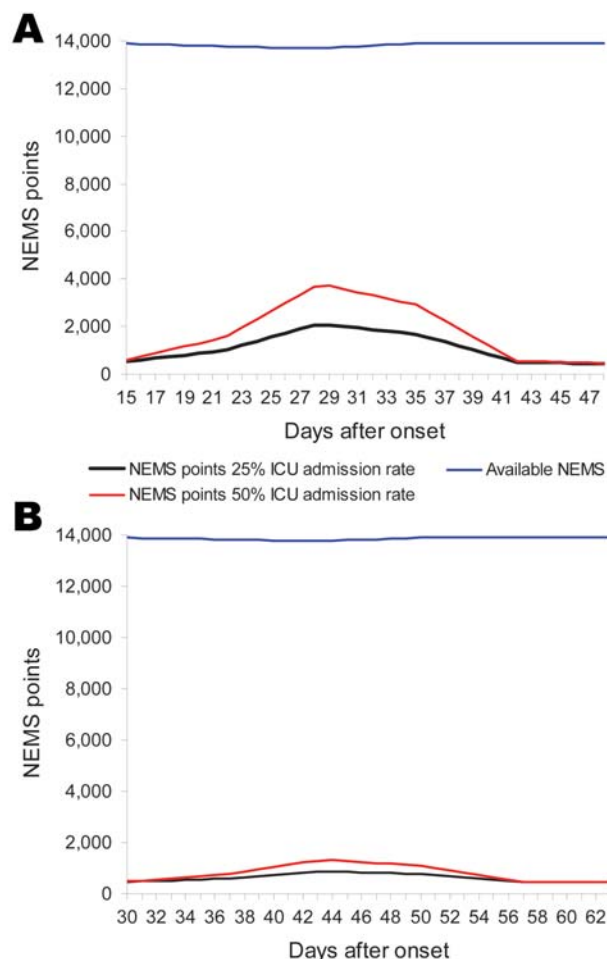 A
14,000
12,000
10,000
8,000
6,000
4,000
2,000
0
NEMS points
15 17 19 21 23 25 27 29 31 33 35 37 39 41 43 45 47
Days after onset
NEMS points 25% ICU admission rate
Available NEMS
NEMS points 50% ICU admission rate
B
14,000
12,000
10,000
8,000
6,000
4,000
2,000
0
NEMS points
30 32 34 36 38 40 42 44 46 48 50 52 54 56 58 60 62
Days after onset